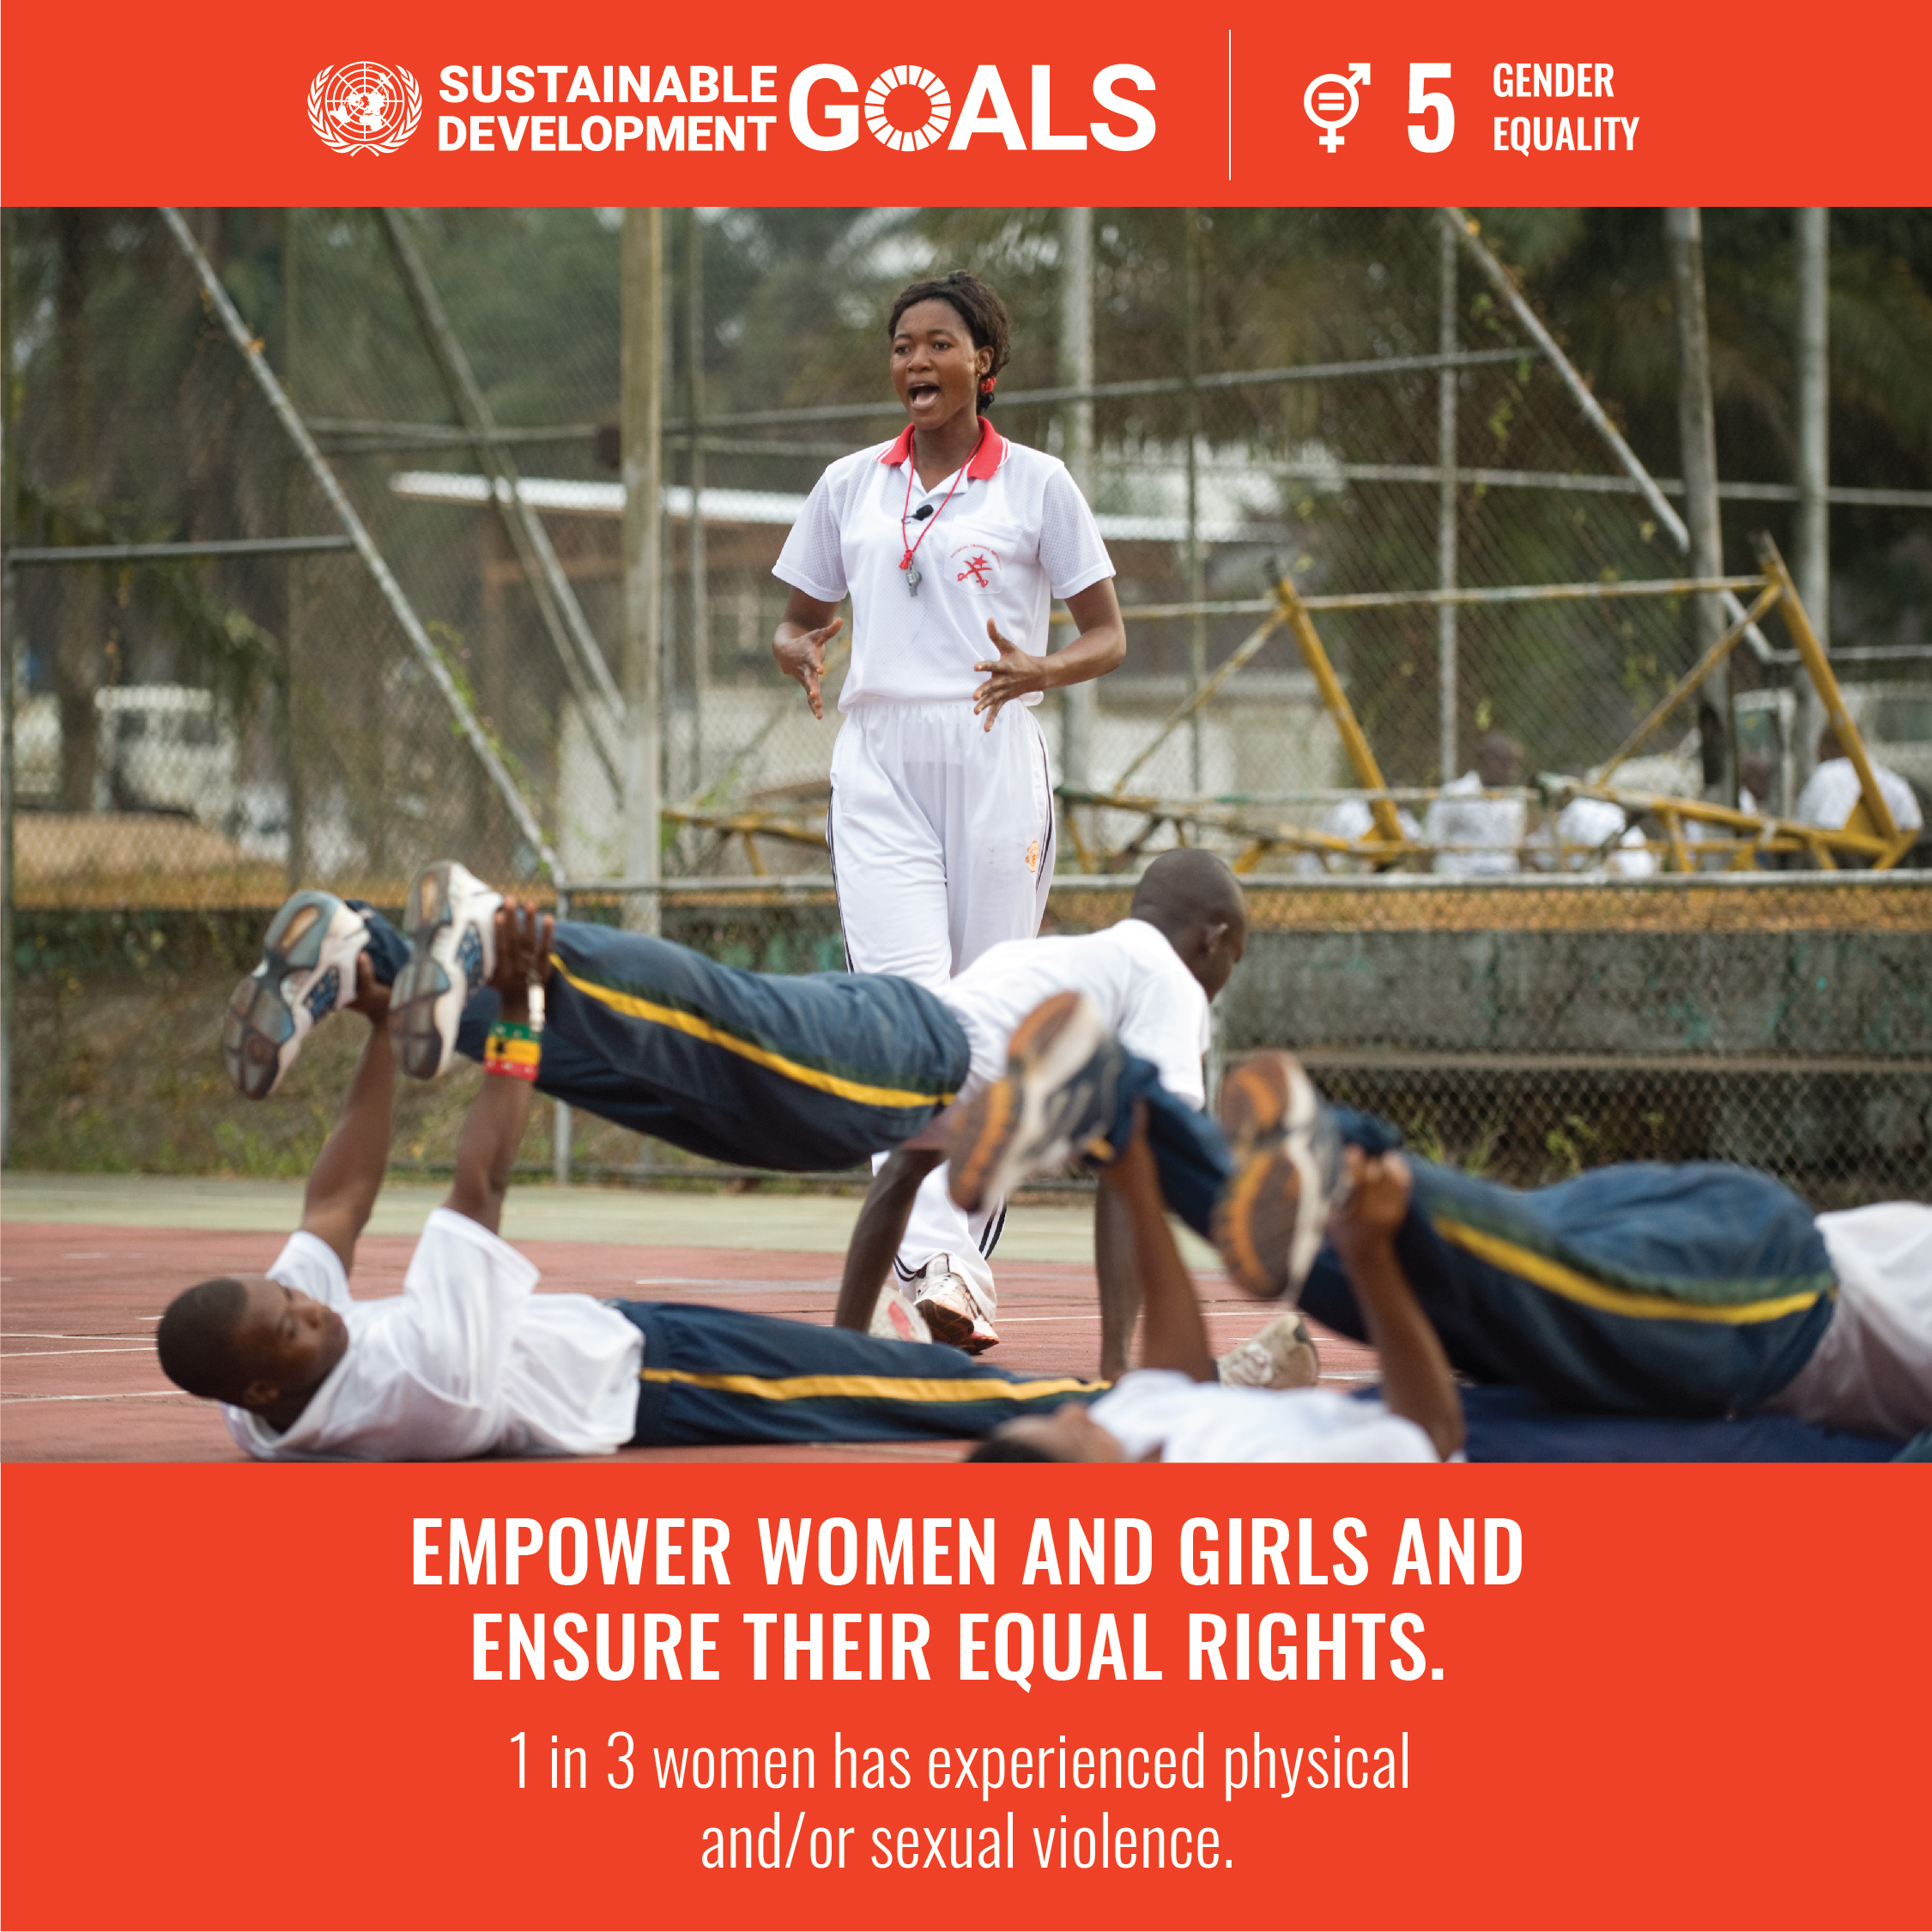 SUSTAINABLE
DEVELOPMENT
GOALS
5
GENDER
EQUALITY
EMPOWER WOMEN AND GIRLS AND
ENSURE THEIR EQUAL RIGHTS.
1 in 3 women has experienced physical
and/or sexual violence.